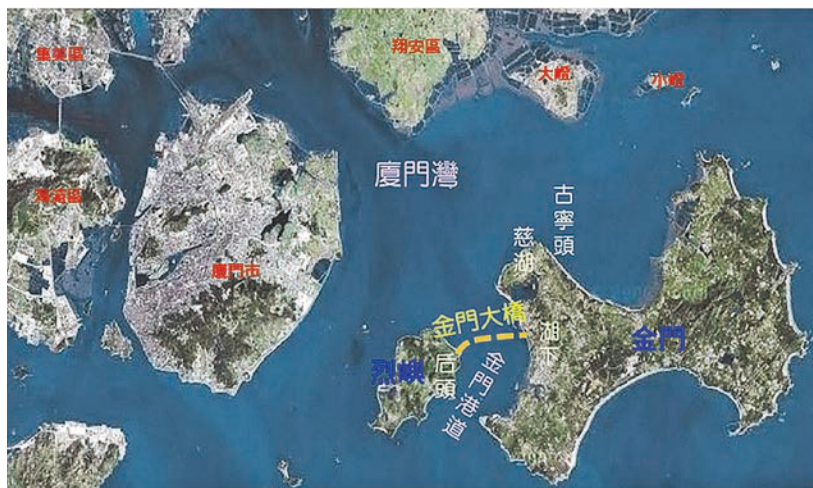 集美區
翔安區
大嶝
小嶝
廈門灣
海滄區
古寧頭
慈湖
廈門市
金門大橋
湖下
金門
烈嶼
后頭
金門港道